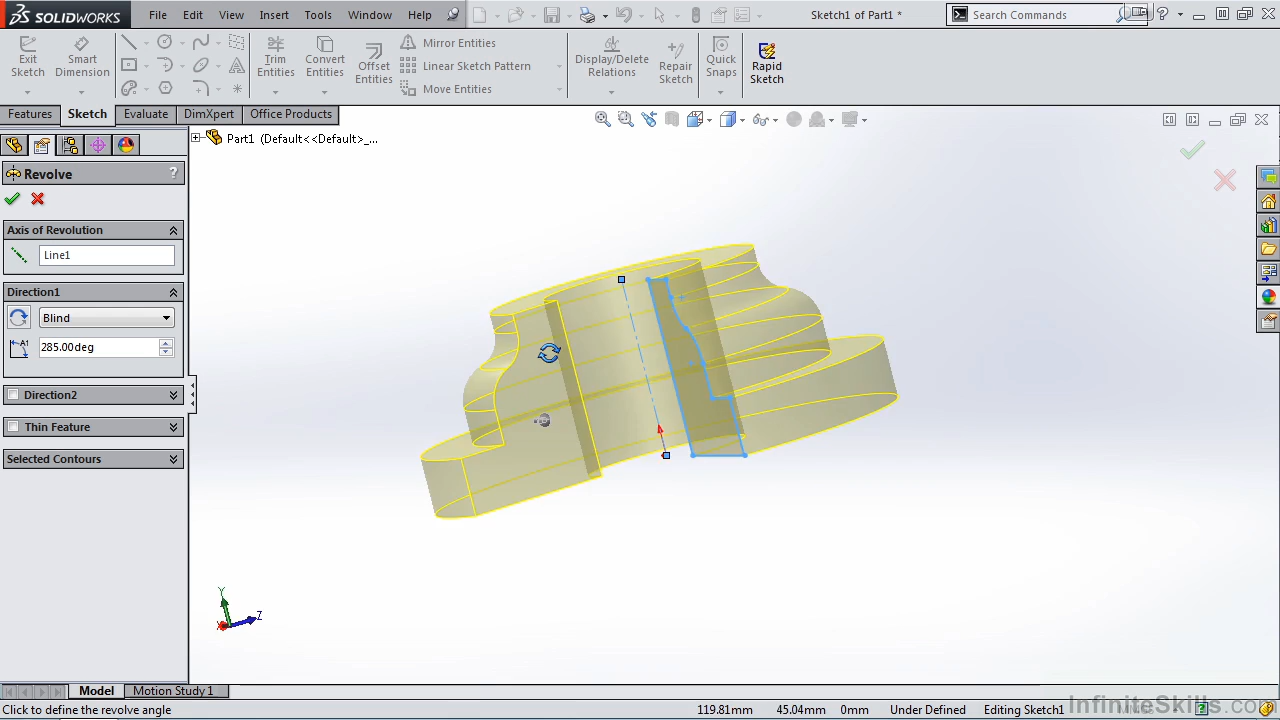 SOLIDWORKS File Edit View Insert Tools Window Help Sketch1 of Part1 * Search Commands ?
Exit Sketch
Smart Dimension
Trim Entities
Convert Entities
Offset Entities
Mirror Entities
Linear Sketch Pattern
Move Entities
Display/Delete Relations
Repair Sketch
Quick Snaps
Rapid Sketch
Features Sketch Evaluate DimXpert Office Products
Part1 (Default<<Default>_...
Revolve ?
Axis of Revolution
Line1
Direction1
Blind
A1 285.00deg
Direction2
Thin Feature
Selected Contours
Y
Z
X
Model Motion Study 1
InfiniteSkills.com
Click to define the revolve angle 119.81mm 45.04mm 0mm Under Defined Editing Sketch1 ?